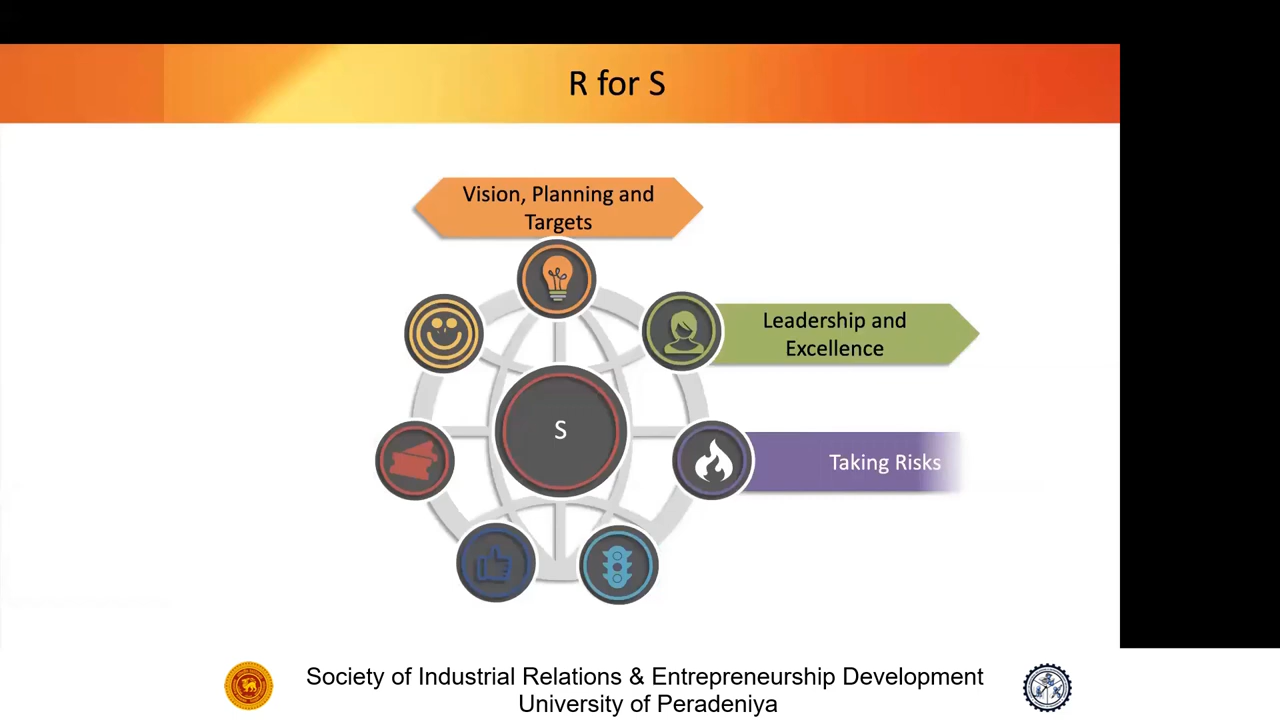 R for S
Vision, Planning and
Targets
Leadership and
Excellence
S
Taking Risks
Society of Industrial Relations & Entrepreneurship Development
University of Peradeniya